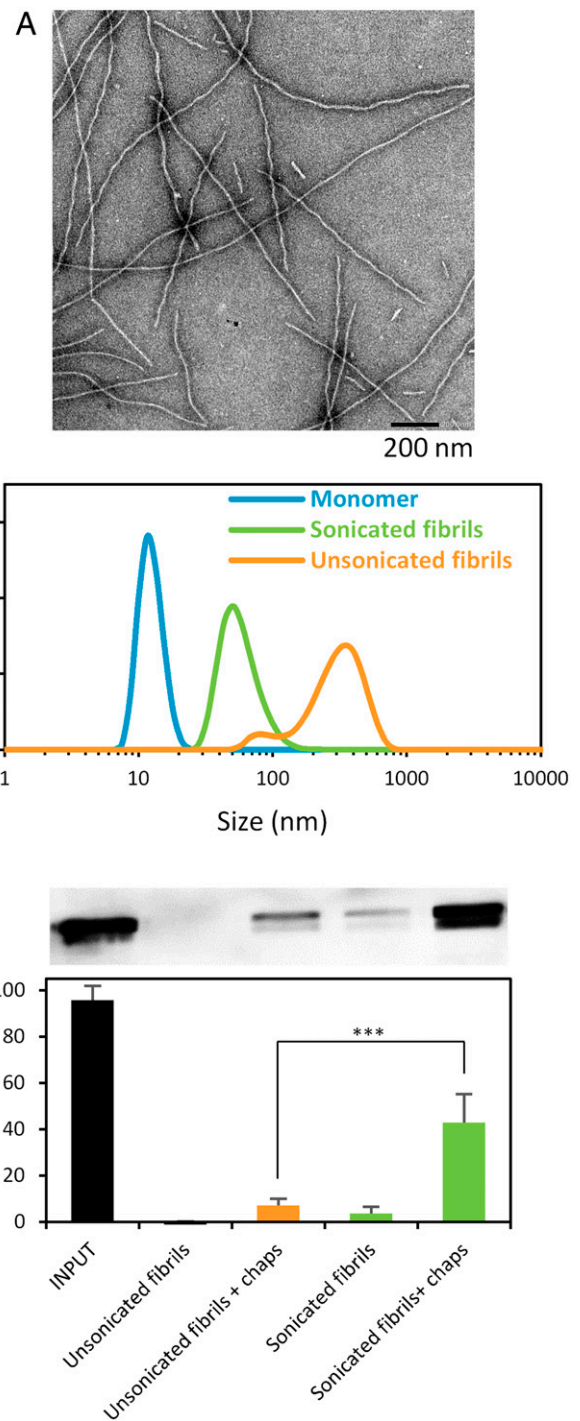 A
200 nm
Monomer
Sonicated fibrils
Unsonicated fibrils
1 10 100 1000 10000
Size (nm)
***
100
80
60
40
20
0
INPUT
Unsonicated fibrils
Unsonicated fibrils + chaps
Sonicated fibrils
Sonicated fibrils+ chaps